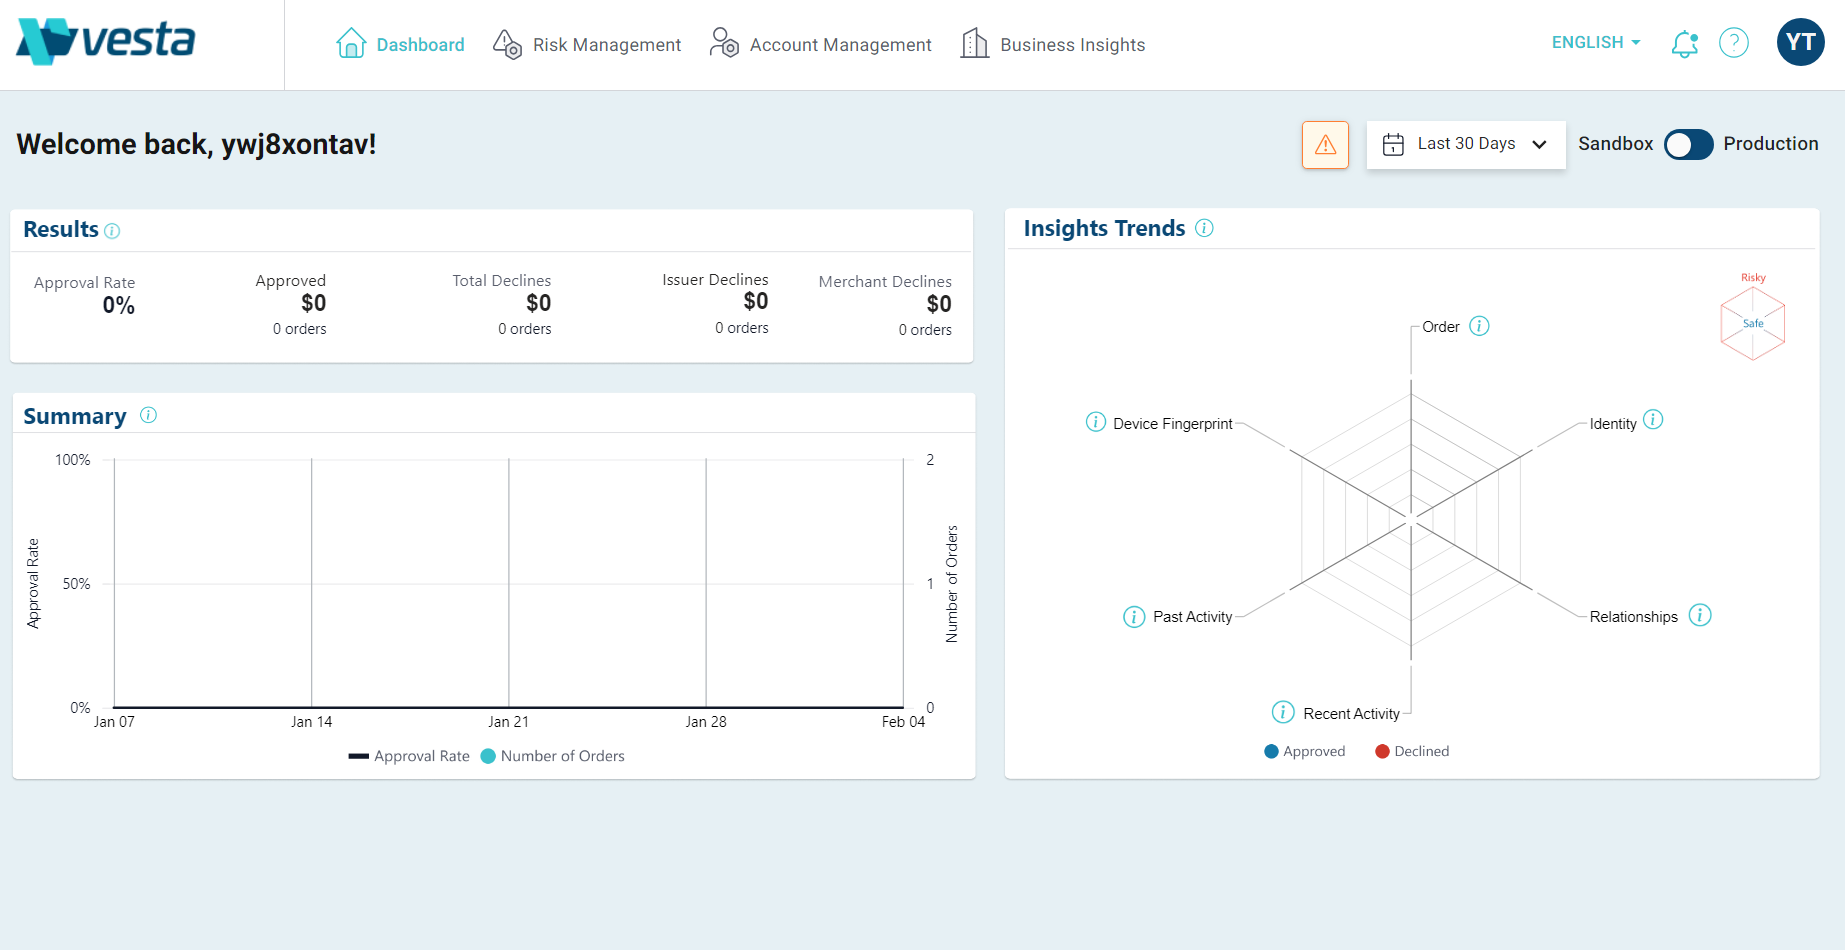 vesta
Dashboard
Risk Management
Account Management
Business Insights
ENGLISH
?
YT
Welcome back, ywj8xontav!
1
Last 30 Days
Sandbox
Production
Results i
Approval Rate
0%
Approved
$0
0 orders
Total Declines
$0
0 orders
Issuer Declines
$0
0 orders
Merchant Declines
$0
0 orders
Summary i
100%
50%
0%
Approval Rate
2
1
0
Number of Orders
Jan 07
Jan 14
Jan 21
Jan 28
Feb 04
Approval Rate
Number of Orders
Insights Trends i
Risky
Safe
Order i
i Device Fingerprint
Identity i
i Past Activity
Relationships i
i Recent Activity
Approved
Declined